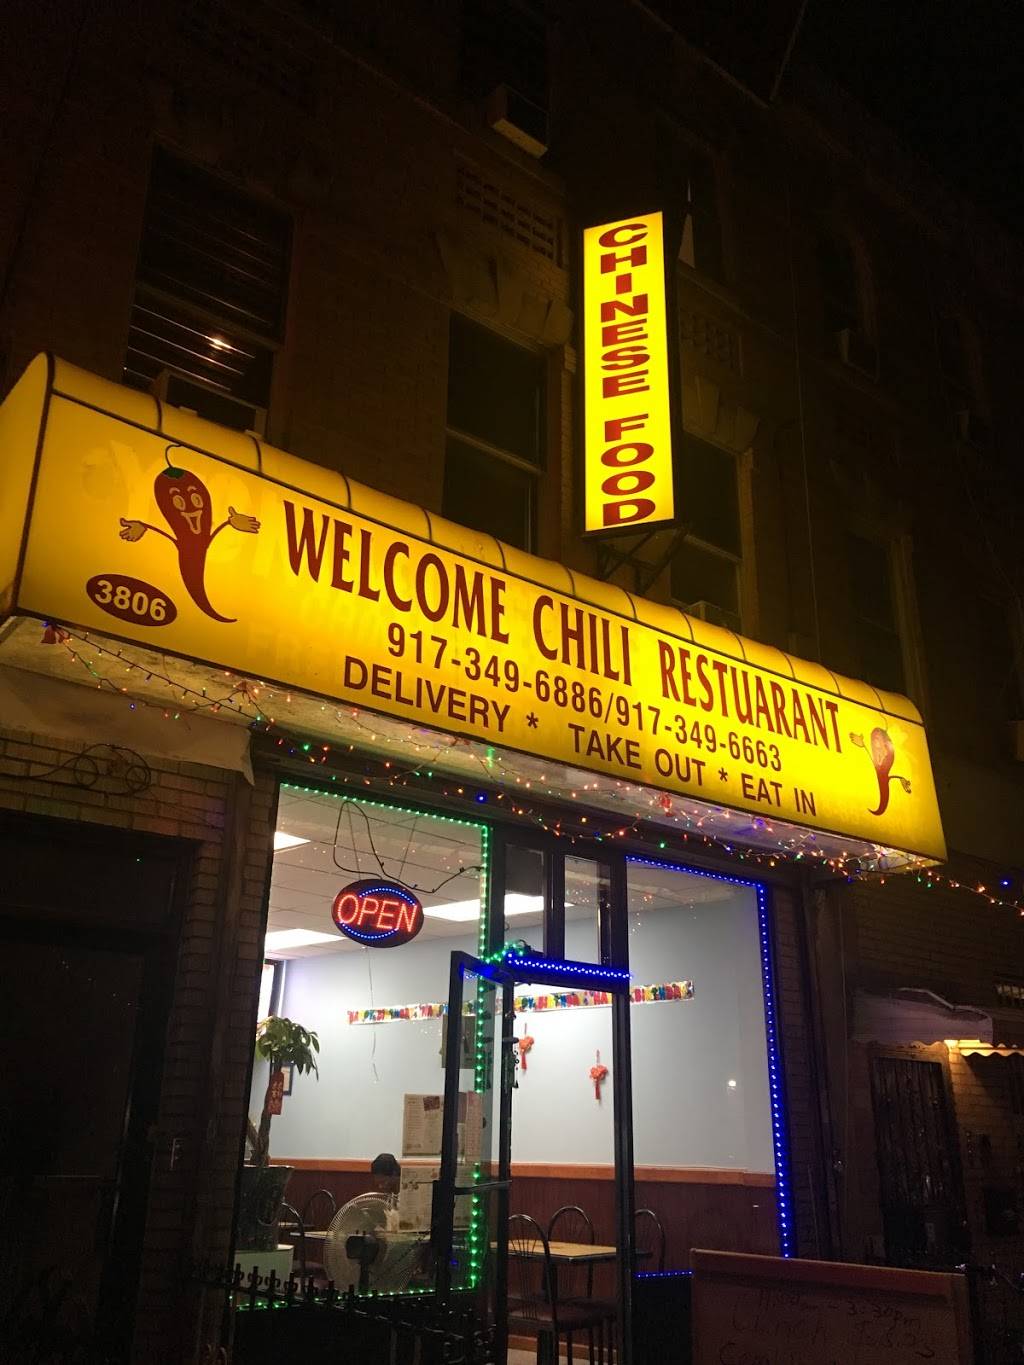 CHINESE FOOD
3806
WELCOME CHILI RESTUARANT
917-349-6886/917-349-6663
DELIVERY * TAKE OUT * EAT IN
OPEN